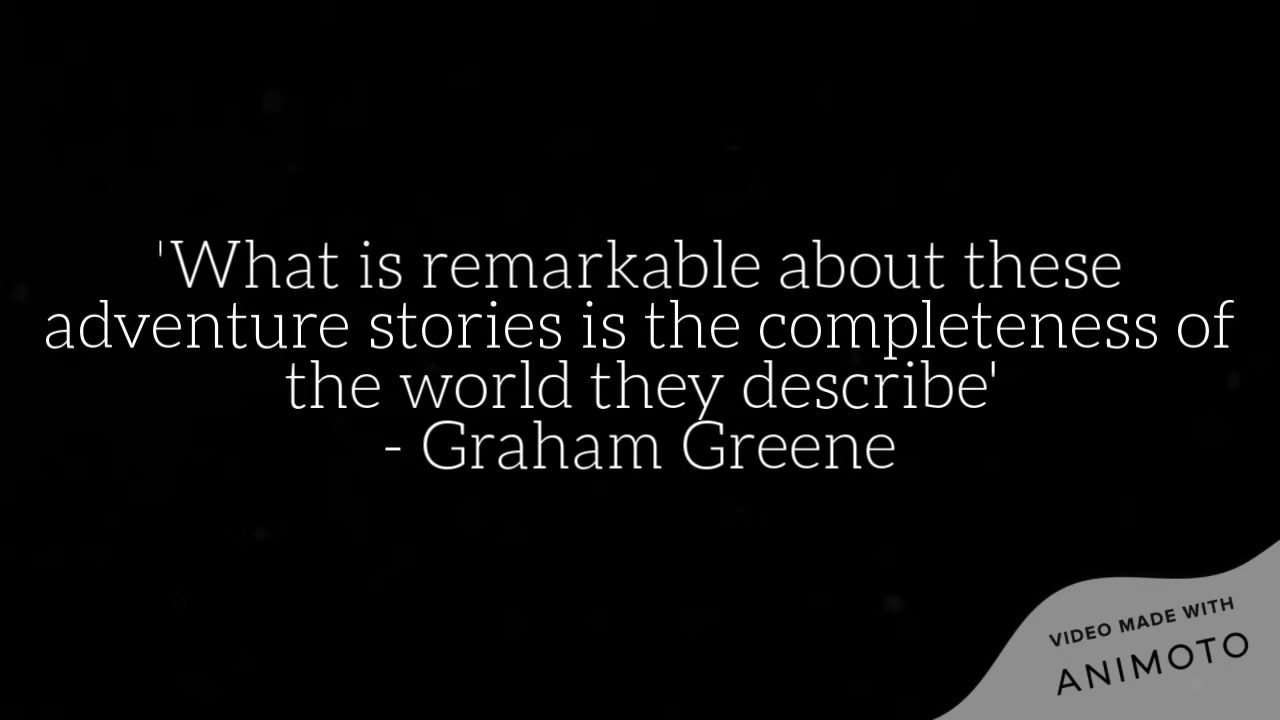 'What is remarkable about these
adventure stories is the completeness of
the world they describe'
- Graham Greene
VIDEO MADE WITH
ANIMOTO